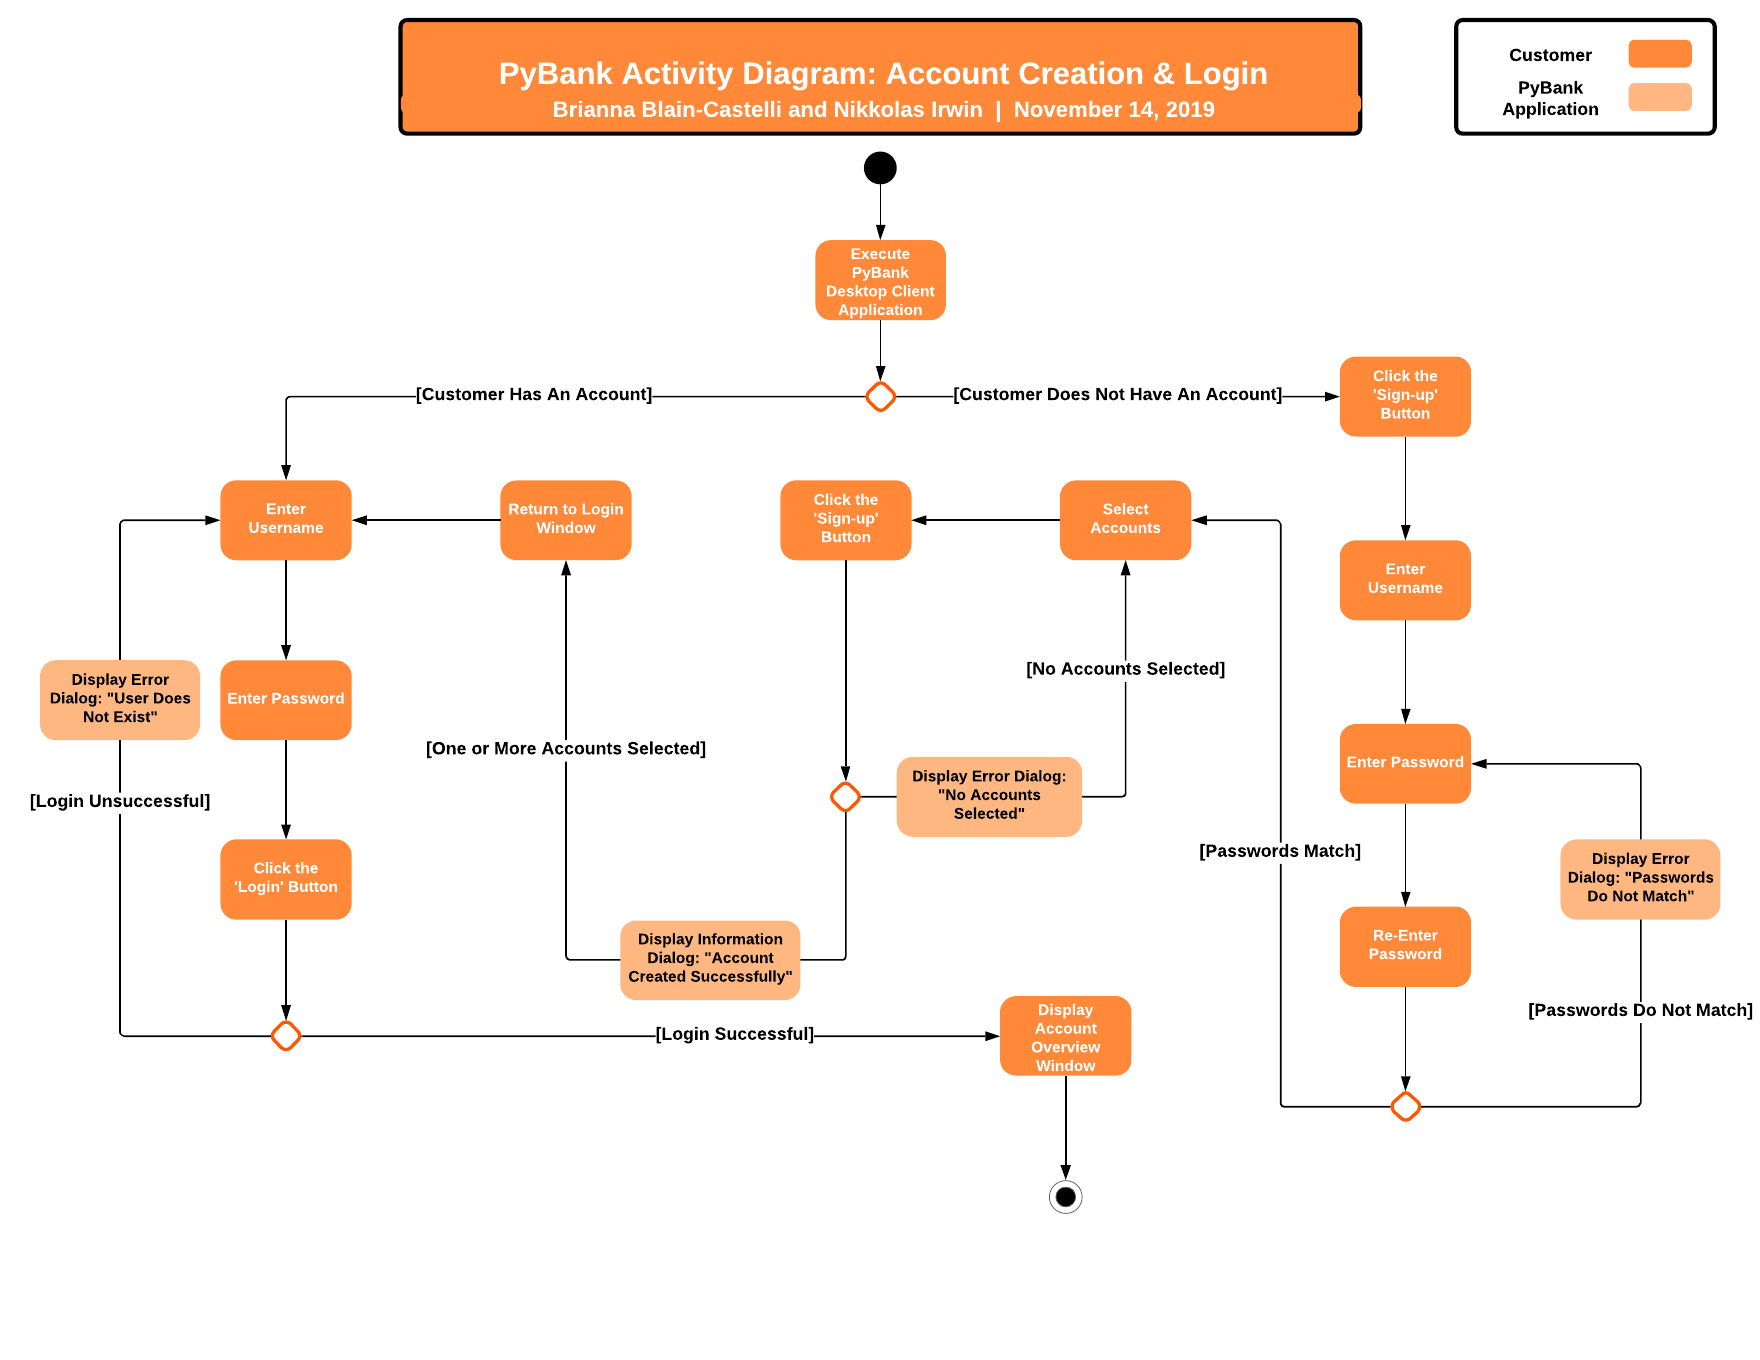 PyBank Activity Diagram: Account Creation & Login
Brianna Blain-Castelli and Nikkolas Irwin | November 14, 2019
Customer
PyBank
Application
Execute
PyBank
Desktop Client
Application
[Customer Has An Account]
[Customer Does Not Have An Account]
Click the
'Sign-up'
Button
Enter
Username
Return to Login
Window
Click the
'Sign-up'
Button
Select
Accounts
Enter
Username
Display Error
Dialog: "User Does
Not Exist"
Enter Password
[No Accounts Selected]
[One or More Accounts Selected]
Enter Password
[Login Unsuccessful]
Display Error Dialog:
"No Accounts
Selected"
[Passwords Match]
Click the
'Login' Button
Display Error
Dialog: "Passwords
Do Not Match"
Display Information
Dialog: "Account
Created Successfully"
Re-Enter
Password
[Passwords Do Not Match]
[Login Successful]
Display
Account
Overview
Window